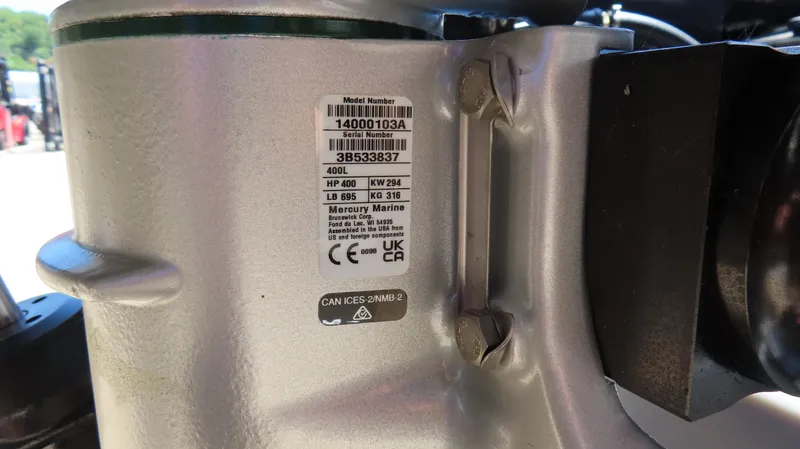 Model Number
14000103A
Serial Number
3B533837
400L
HP 400 KW 294
LB 695 KG 316
Mercury Marine
Brunswick Corp.
Fond du Lac, WI 54935
Assembled in the USA from
US and foreign components
CE 0098 UK CA
CAN ICES-2/NMB-2